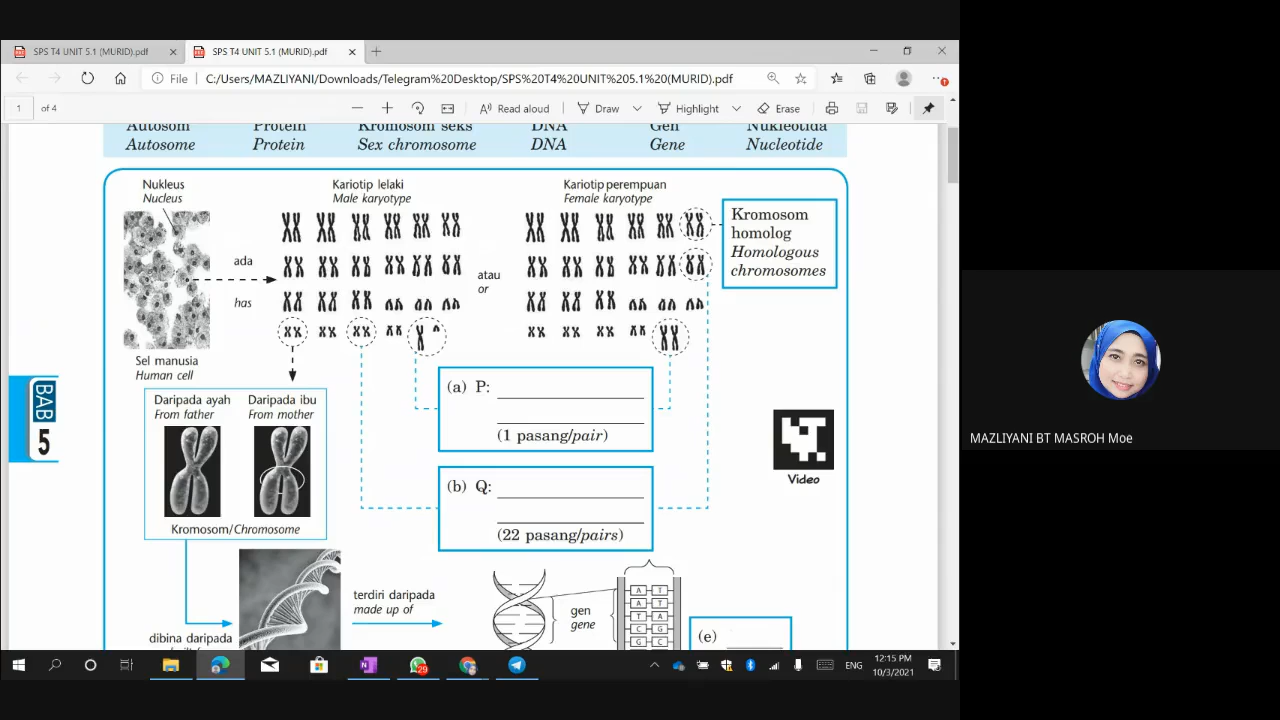 SPS T4 UNIT 5.1 (MURID).pdf
SPS T4 UNIT 5.1 (MURID).pdf
File
C:/Users/MAZLIYANI/Downloads/Telegram%20Desktop/SPS%20T4%20UNIT%205.1%20(MURID).pdf
1 of 4
Read aloud
Draw
Highlight
Erase
Autosom Protein Kromosom seks DNA Gen Nukleotida
Autosome Protein Sex chromosome DNA Gene Nucleotide
Nukleus
Nucleus
Kariotip lelaki
Male karyotype
Kariotip perempuan
Female karyotype
Kromosom
homolog
Homologous
chromosomes
ada
has
atau
or
Sel manusia
Human cell
BAB
5
Daripada ayah
From father
Daripada ibu
From mother
Kromosom/Chromosome
(a) P:
(1 pasang/pair)
(b) Q:
(22 pasang/pairs)
Video
terdiri daripada
made up of
gen
gene
A T
A T
T A
C G
G C
(e)
dibina daripada
MAZLIYANI BT MASROH Moe
29
ENG
12:15 PM
10/3/2021